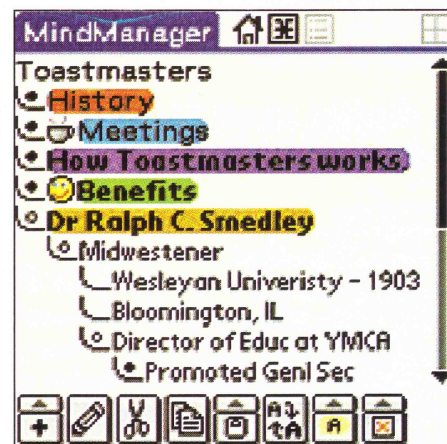 MindManager
Toastmasters
History
Meetings
How Toastmasters works
Benefits
Dr Ralph C. Smedley
Midwestener
Wesleyan Univeristy - 1903
Bloomington, IL
Director of Educ at YMCA
Promoted Genl Sec